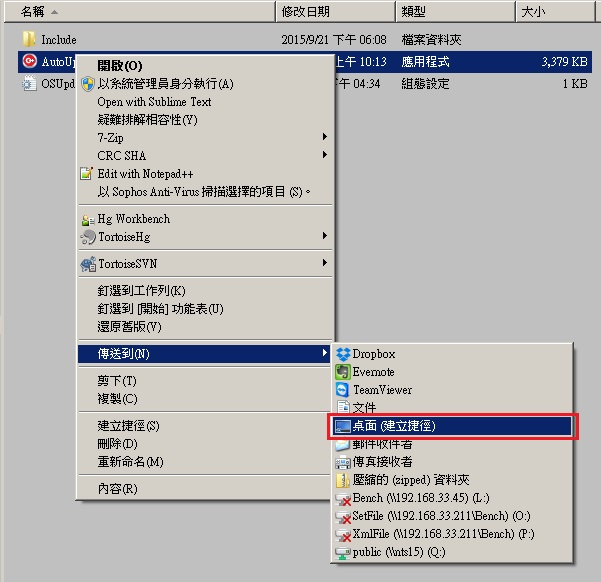 名稱 修改日期 類型 大小
Include 2015/9/21 下午 06:08 檔案資料夾
AutoUp 上午 10:13 應用程式 3,379 KB
OSUpd 下午 04:34 組態設定 1 KB
開啟(O)
以系統管理員身分執行(A)
Open with Sublime Text
疑難排解相容性(Y)
7-Zip
CRC SHA
Edit with Notepad++
以 Sophos Anti-Virus 掃描選擇的項目 (S)。
Hg Workbench
TortoiseHg
TortoiseSVN
釘選到工作列(K)
釘選到 [開始] 功能表(U)
還原舊版(V)
傳送到(N)
剪下(T)
複製(C)
建立捷徑(S)
刪除(D)
重新命名(M)
內容(R)
Dropbox
Evernote
TeamViewer
文件
桌面 (建立捷徑)
郵件收件者
傳真接收者
壓縮的 (zipped) 資料夾
Bench (\\192.168.33.45) (L:)
SetFile (\\192.168.33.211\Bench) (O:)
XmlFile (\\192.168.33.211\Bench) (P:)
public (\\nts15) (Q:)